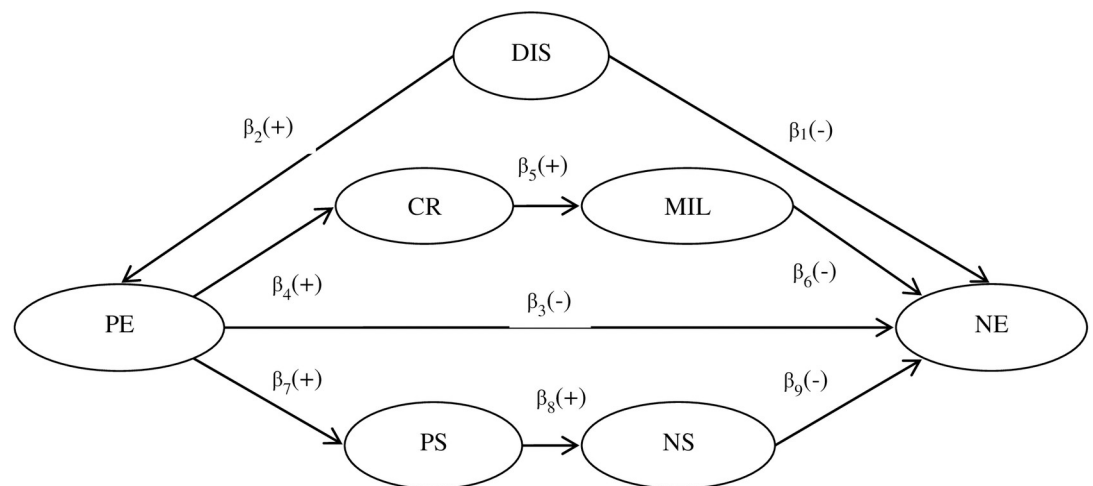 DIS
β2(+)
β1(-)
β5(+)
CR
MIL
β4(+)
β6(-)
β3(-)
PE
NE
β7(+)
β8(+)
β9(-)
PS
NS